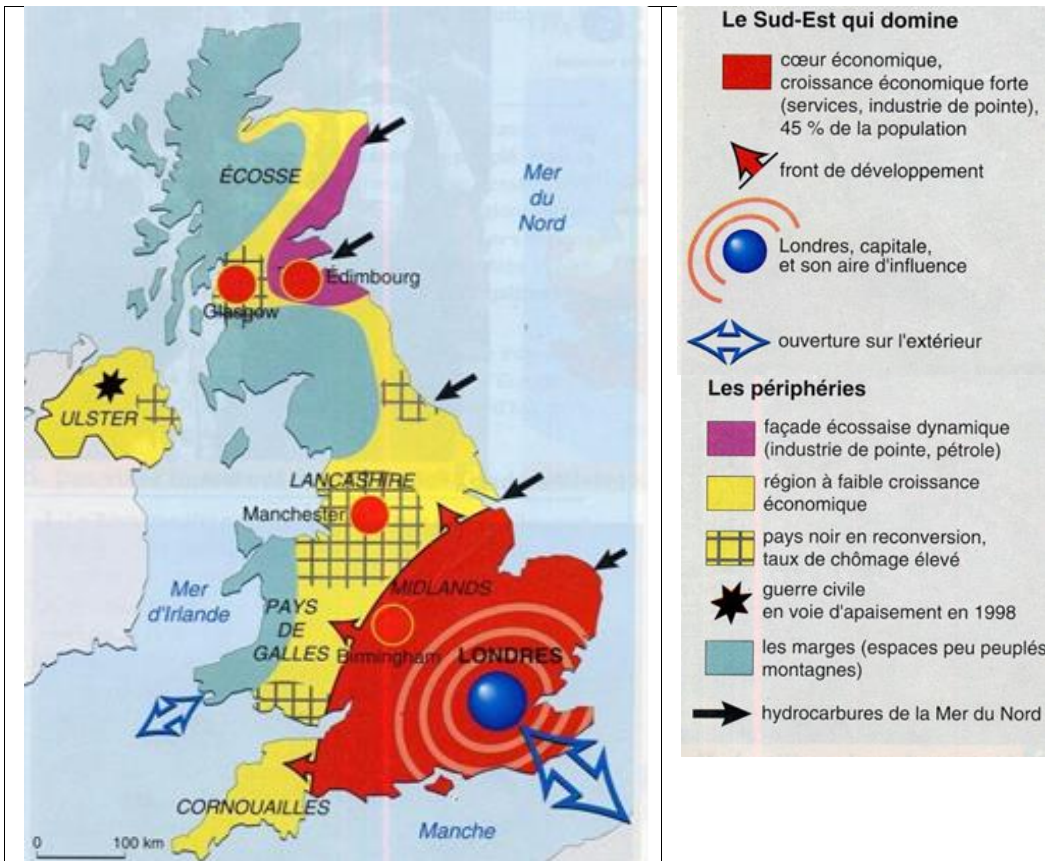 ÉCOSSE
Mer
du
Nord
Édimbourg
Glasgow
ULSTER
LANCASHIRE
Manchester
Mer
d'Irlande
MIDLANDS
PAYS
DE
GALLES
Birmingham
LONDRES
CORNOUAILLES
Manche
0 100 km
Le Sud-Est qui domine
cœur économique,
croissance économique forte
(services, industrie de pointe),
45 % de la population
front de développement
Londres, capitale,
et son aire d'influence
ouverture sur l'extérieur
Les périphéries
façade écossaise dynamique
(industrie de pointe, pétrole)
région à faible croissance
économique
pays noir en reconversion,
taux de chômage élevé
guerre civile
en voie d'apaisement en 1998
les marges (espaces peu peuplés
montagnes)
hydrocarbures de la Mer du Nord